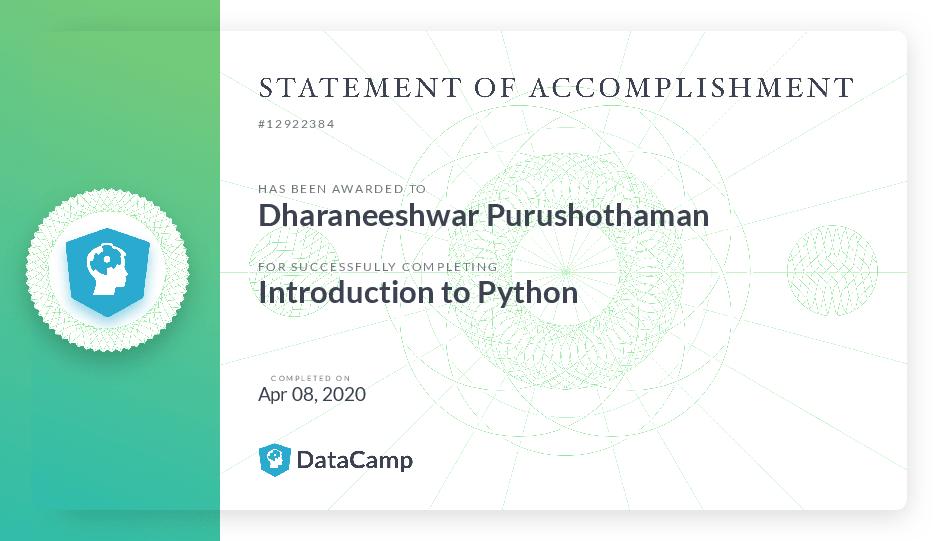 STATEMENT OF ACCOMPLISHMENT
#12922384
HAS BEEN AWARDED TO
Dharaneeshwar Purushothaman
FOR SUCCESSFULLY COMPLETING
Introduction to Python
COMPLETED ON
Apr 08, 2020
DataCamp